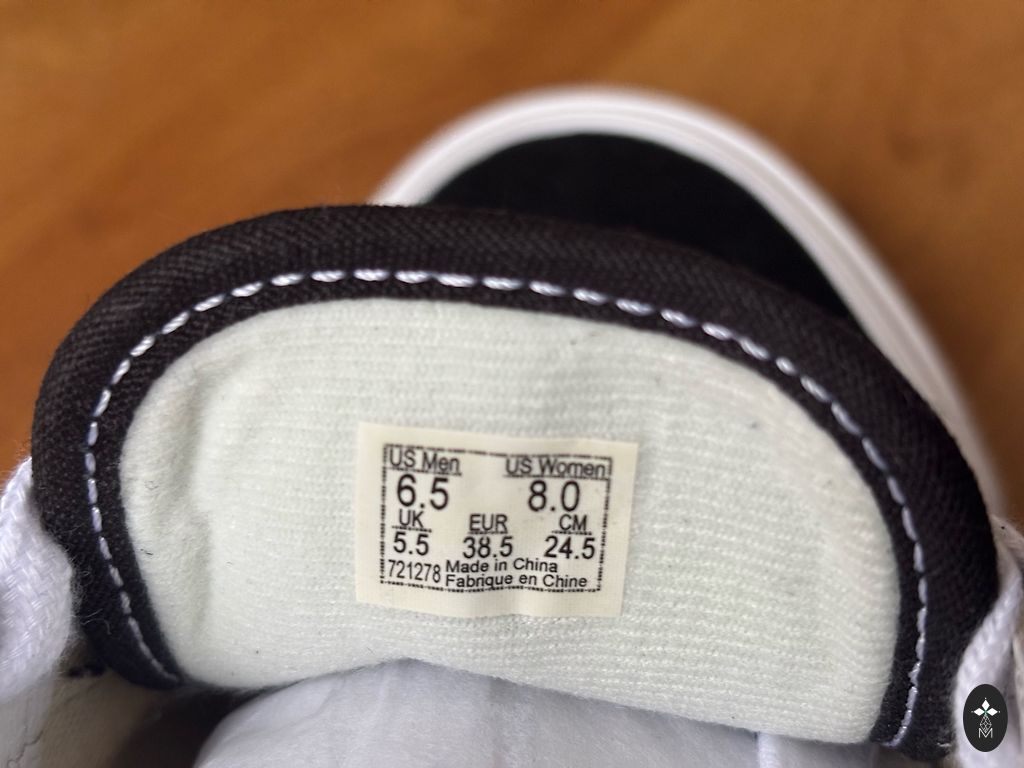 US Men US Women
6.5 8.0
UK EUR CM
5.5 38.5 24.5
721278 Made in China
Fabrique en Chine